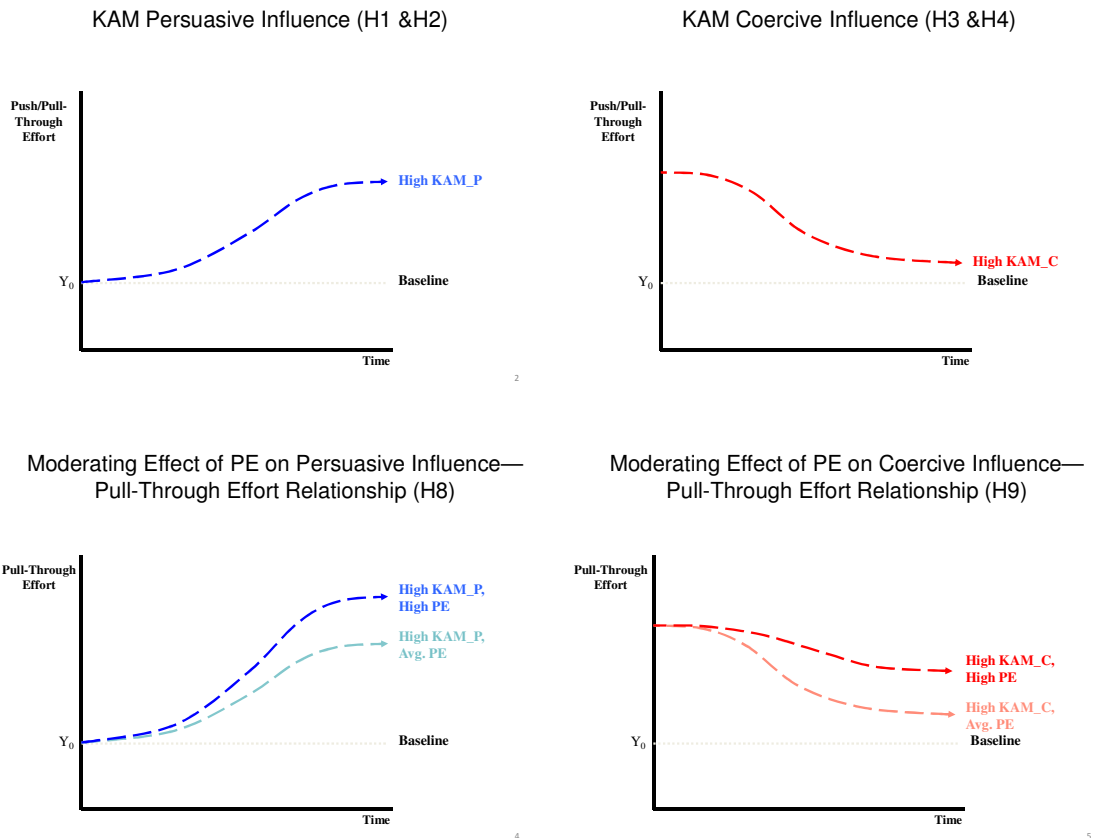 KAM Persuasive Influence (H1 &H2)
Push/Pull-
Through
Effort
High KAM_P
Y0
Baseline
Time
2
KAM Coercive Influence (H3 &H4)
Push/Pull-
Through
Effort
High KAM_C
Y0
Baseline
Time
Moderating Effect of PE on Persuasive Influence—
Pull-Through Effort Relationship (H8)
Pull-Through
Effort
High KAM_P,
High PE
High KAM_P,
Avg. PE
Y0
Baseline
Time
4
Moderating Effect of PE on Coercive Influence—
Pull-Through Effort Relationship (H9)
Pull-Through
Effort
High KAM_C,
High PE
High KAM_C,
Avg. PE
Y0
Baseline
Time
5